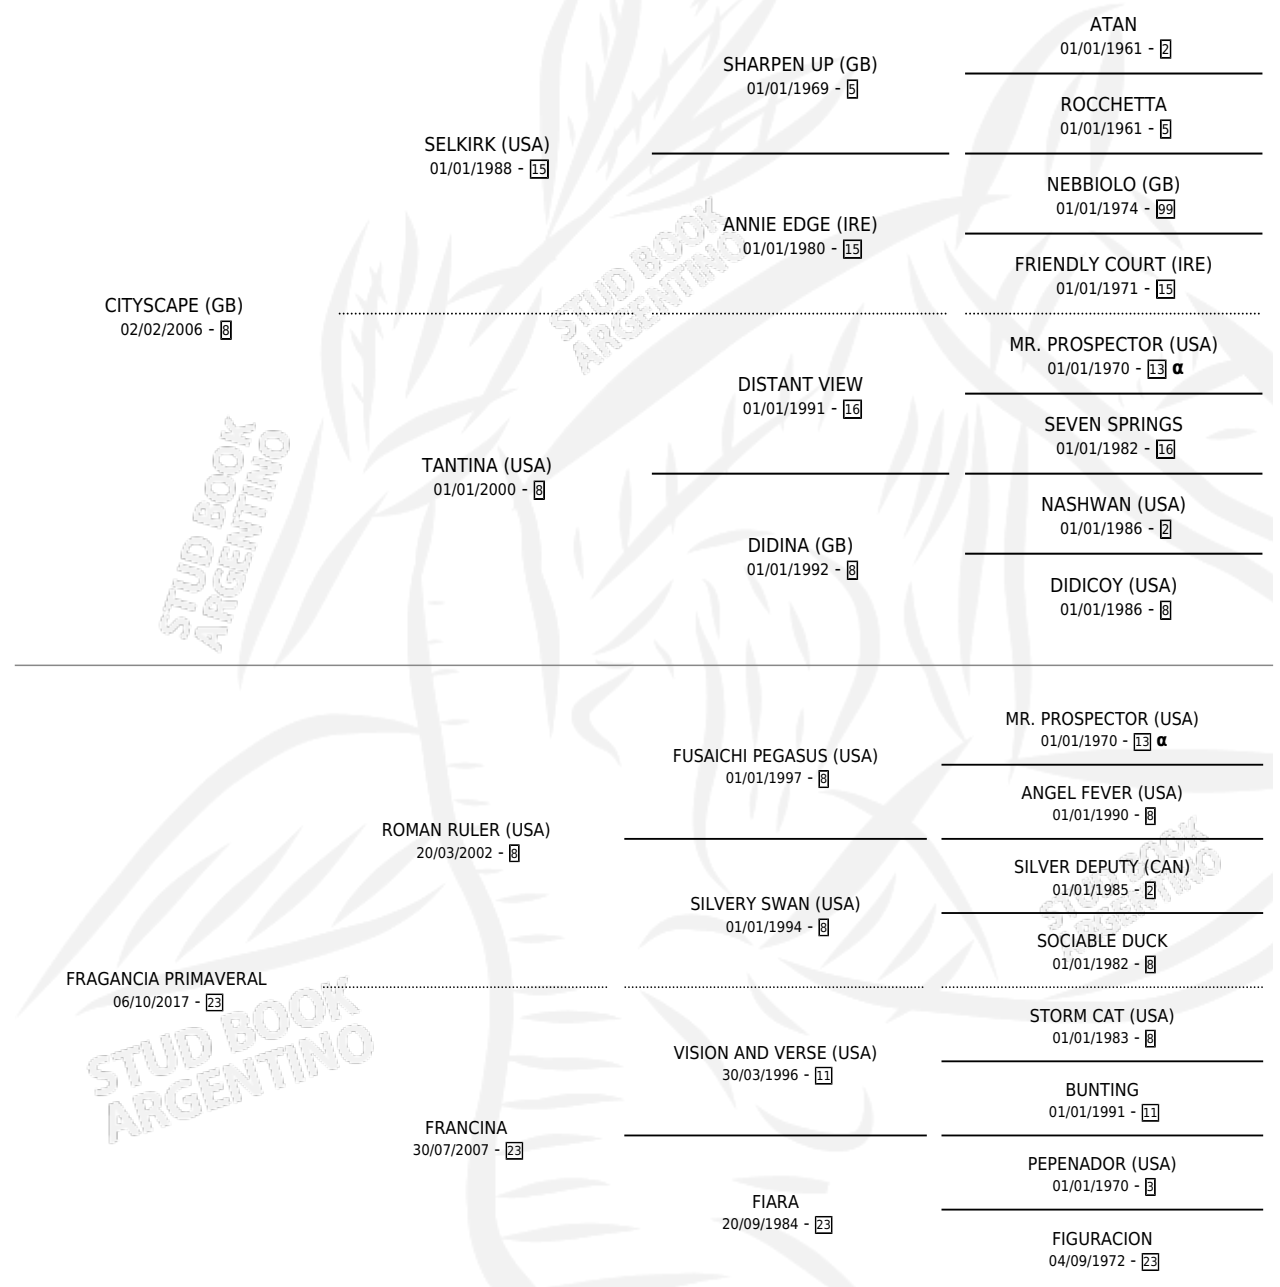 ATAN
01/01/1961 - 2
SHARPEN UP (GB)
01/01/1969 - 5
ROCCHETTA
01/01/1961 - 5
SELKIRK (USA)
01/01/1988 - 15
NEBBIOLO (GB)
01/01/1974 - 99
ANNIE EDGE (IRE)
01/01/1980 - 15
FRIENDLY COURT (IRE)
01/01/1971 - 15
CITYSCAPE (GB)
02/02/2006 - 8
MR. PROSPECTOR (USA)
01/01/1970 - 13 α
DISTANT VIEW
01/01/1991 - 16
SEVEN SPRINGS
01/01/1982 - 16
TANTINA (USA)
01/01/2000 - 8
NASHWAN (USA)
01/01/1986 - 2
DIDINA (GB)
01/01/1992 - 8
DIDICOY (USA)
01/01/1986 - 8
MR. PROSPECTOR (USA)
01/01/1970 - 13 α
FUSAICHI PEGASUS (USA)
01/01/1997 - 8
ANGEL FEVER (USA)
01/01/1990 - 8
ROMAN RULER (USA)
20/03/2002 - 8
SILVER DEPUTY (CAN)
01/01/1985 - 2
SILVERY SWAN (USA)
01/01/1994 - 8
SOCIABLE DUCK
01/01/1982 - 8
FRAGANCIA PRIMAVERAL
06/10/2017 - 23
STORM CAT (USA)
01/01/1983 - 8
VISION AND VERSE (USA)
30/03/1996 - 11
BUNTING
01/01/1991 - 11
FRANCINA
30/07/2007 - 23
PEPENADOR (USA)
01/01/1970 - 3
FIARA
20/09/1984 - 23
FIGURACION
04/09/1972 - 23
STUD BOOK
ARGENTINO
STUD BOOK
ARGENTINO
STUD BOOK
ARGENTINO
STUD BOOK
ARGENTINO